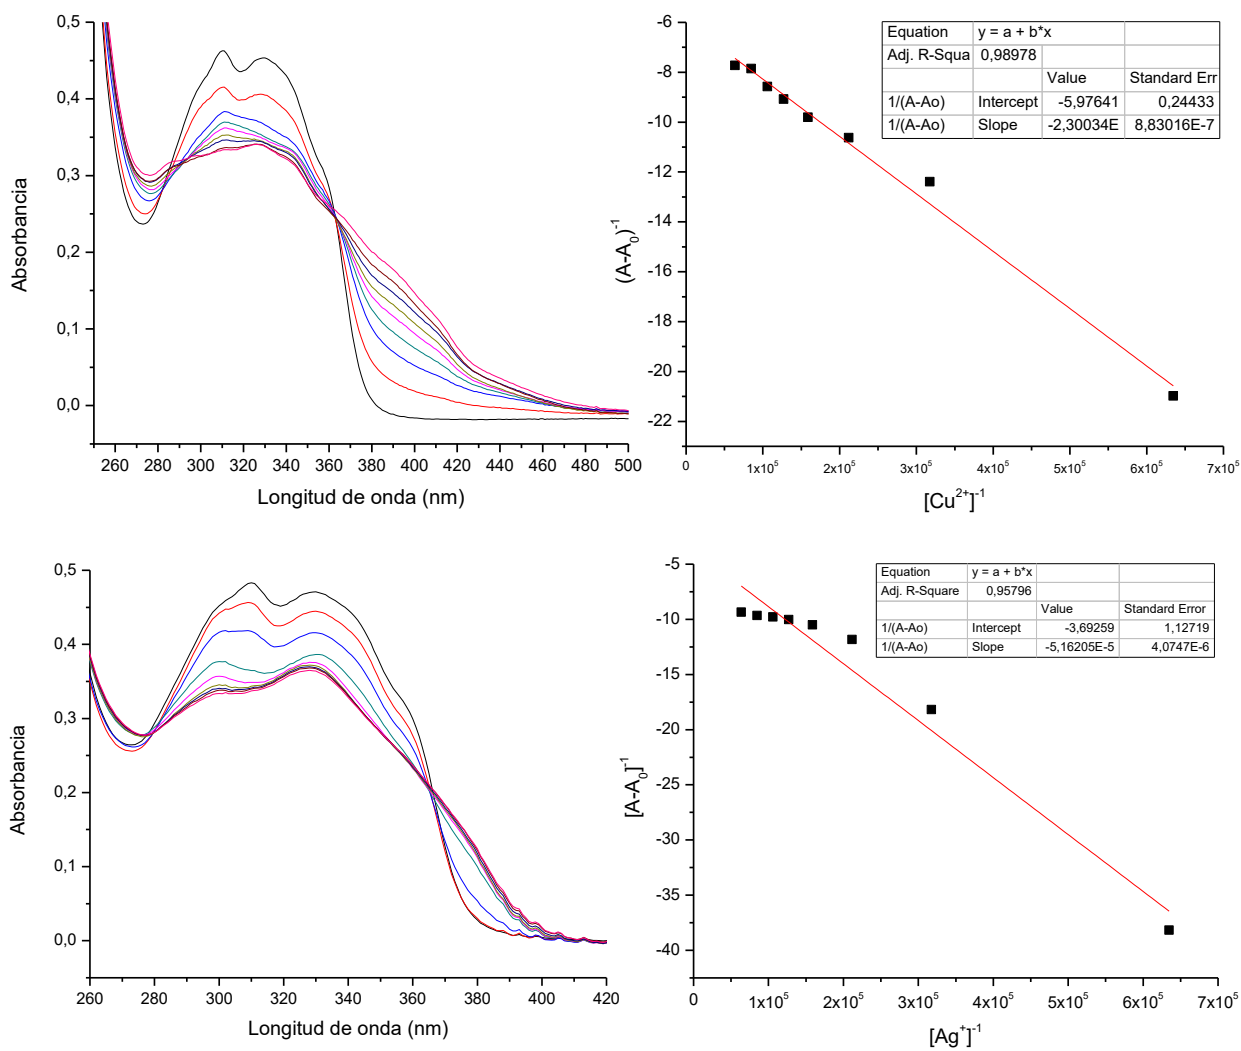 0,5
0,4
0,3
0,2
0,1
0,0
Absorbancia
260 280 300 320 340 360 380 400 420 440 460 480 500
Longitud de onda (nm)
-6
-8
-10
-12
-14
-16
-18
-20
-22
(A-A₀)⁻¹
Equation y = a + b*x
Adj. R-Squa 0,98978
Value Standard Err
1/(A-Ao) Intercept -5,97641 0,24433
1/(A-Ao) Slope -2,30034E 8,83016E-7
0 1x10⁵ 2x10⁵ 3x10⁵ 4x10⁵ 5x10⁵ 6x10⁵ 7x10⁵
[Cu²⁺]⁻¹
0,5
0,4
0,3
0,2
0,1
0,0
Absorbancia
260 280 300 320 340 360 380 400 420
Longitud de onda (nm)
-5
-10
-15
-20
-25
-30
-35
-40
[A-A₀]⁻¹
Equation y = a + b*x
Adj. R-Square 0,95796
Value Standard Error
1/(A-Ao) Intercept -3,69259 1,12719
1/(A-Ao) Slope -5,16205E-5 4,0747E-6
0 1x10⁵ 2x10⁵ 3x10⁵ 4x10⁵ 5x10⁵ 6x10⁵ 7x10⁵
[Ag⁺]⁻¹